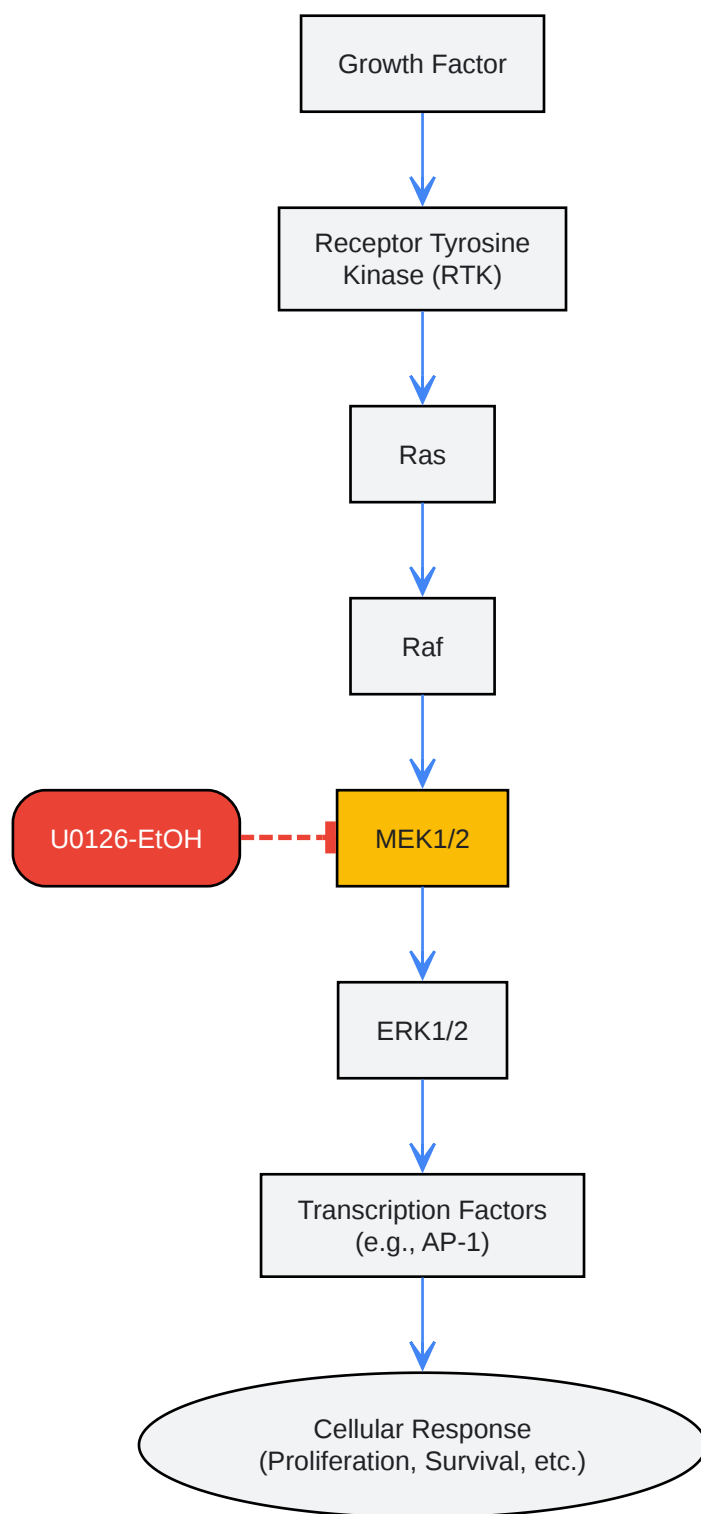 Growth Factor
Receptor Tyrosine
Kinase (RTK)
Ras
Raf
U0126-EtOH
MEK1/2
ERK1/2
Transcription Factors
(e.g., AP-1)
Cellular Response
(Proliferation, Survival, etc.)